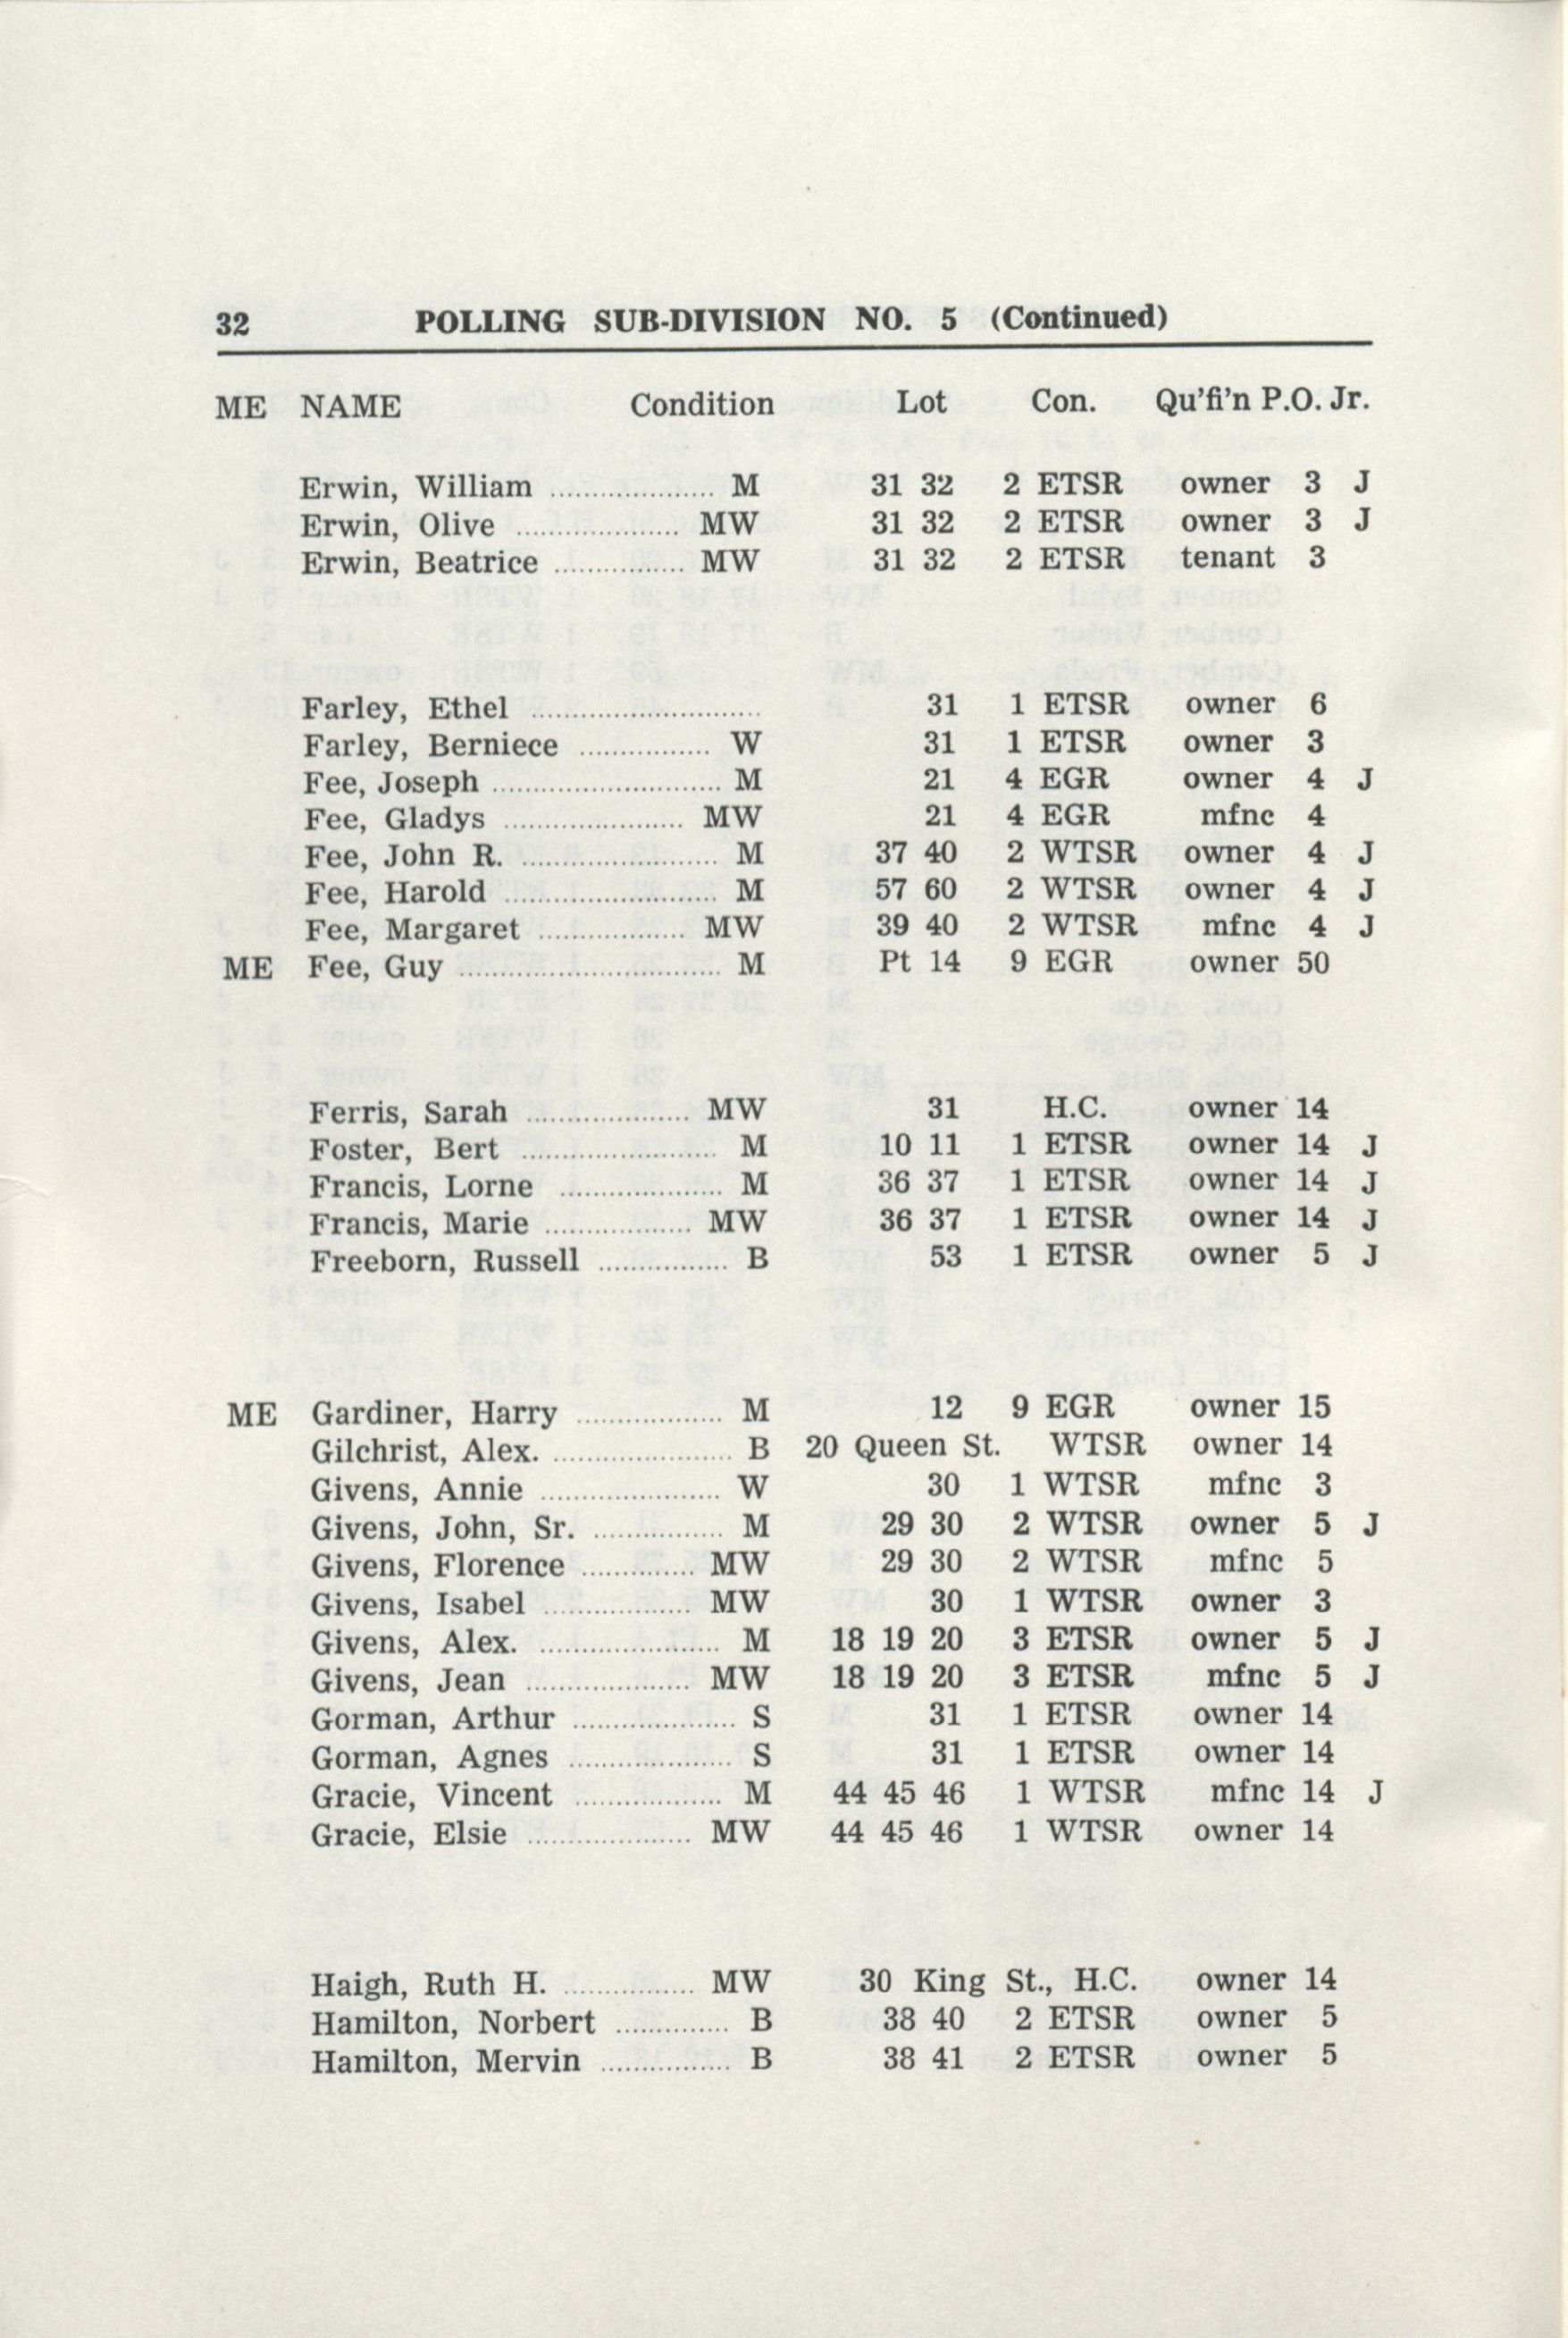 32 POLLING SUB-DIVISION NO. 5 (Continued)
ME NAME Condition Lot Con. Qu'fi'n P.O. Jr.
Erwin, William .................... M 31 32 2 ETSR owner 3 J
Erwin, Olive .................... MW 31 32 2 ETSR owner 3 J
Erwin, Beatrice ................ MW 31 32 2 ETSR tenant 3
Farley, Ethel ............................ 31 1 ETSR owner 6
Farley, Berniece ................ W 31 1 ETSR owner 3
Fee, Joseph ............................ M 21 4 EGR owner 4 J
Fee, Gladys ...................... MW 21 4 EGR mfnc 4
Fee, John R. ........................ M 37 40 2 WTSR owner 4 J
Fee, Harold .......................... M 57 60 2 WTSR owner 4 J
Fee, Margaret .................. MW 39 40 2 WTSR mfnc 4 J
ME Fee, Guy ................................ M Pt 14 9 EGR owner 50
Ferris, Sarah .................... MW 31 H.C. owner 14
Foster, Bert ........................ M 10 11 1 ETSR owner 14 J
Francis, Lorne .................... M 36 37 1 ETSR owner 14 J
Francis, Marie .................. MW 36 37 1 ETSR owner 14 J
Freeborn, Russell ................ B 53 1 ETSR owner 5 J
ME Gardiner, Harry .................. M 12 9 EGR owner 15
Gilchrist, Alex. ...................... B 20 Queen St. WTSR owner 14
Givens, Annie ...................... W 30 1 WTSR mfnc 3
Givens, John, Sr. ................ M 29 30 2 WTSR owner 5 J
Givens, Florence .............. MW 29 30 2 WTSR mfnc 5
Givens, Isabel .................. MW 30 1 WTSR owner 3
Givens, Alex. ...................... M 18 19 20 3 ETSR owner 5 J
Givens, Jean .................... MW 18 19 20 3 ETSR mfnc 5 J
Gorman, Arthur .................... S 31 1 ETSR owner 14
Gorman, Agnes .................... S 31 1 ETSR owner 14
Gracie, Vincent .................. M 44 45 46 1 WTSR mfnc 14 J
Gracie, Elsie .................... MW 44 45 46 1 WTSR owner 14
Haigh, Ruth H. ................ MW 30 King St., H.C. owner 14
Hamilton, Norbert .............. B 38 40 2 ETSR owner 5
Hamilton, Mervin ................ B 38 41 2 ETSR owner 5